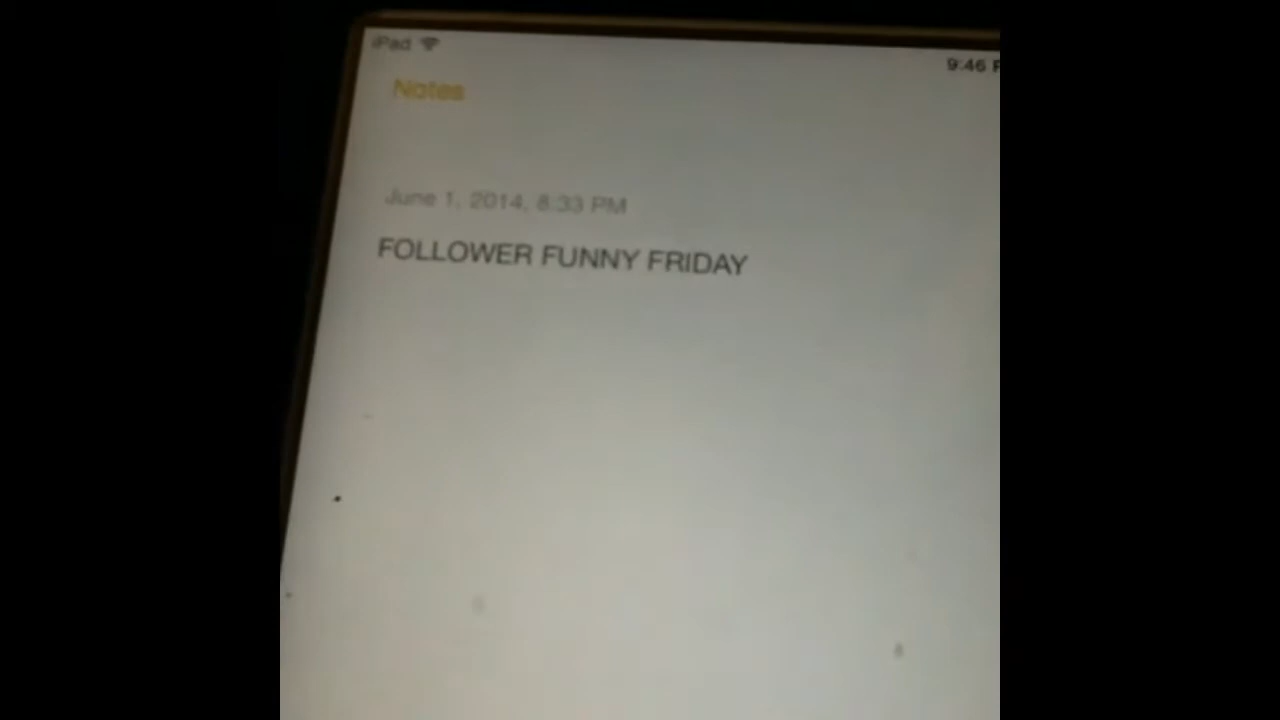 iPad
9:46
Notes
June 1, 2014, 8:33 PM
FOLLOWER FUNNY FRIDAY